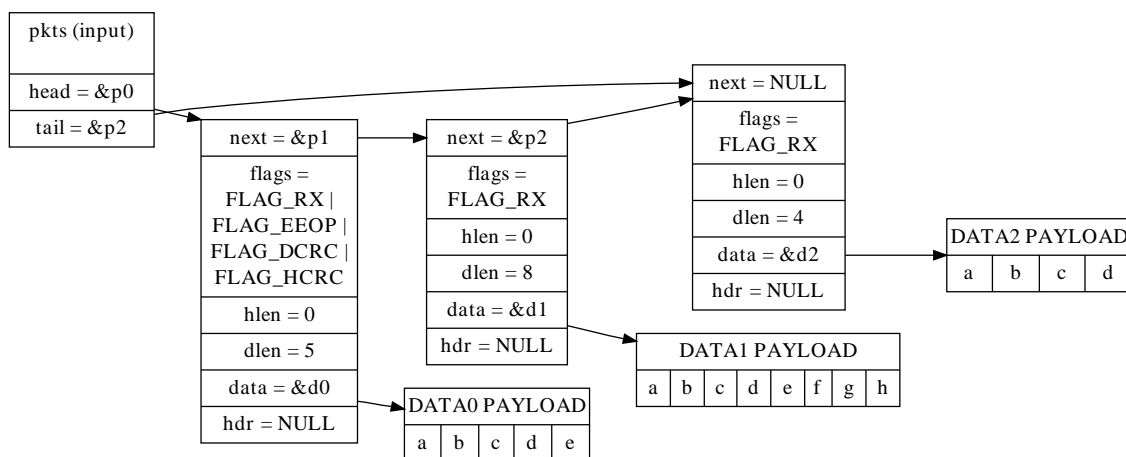 pkts (input)
head = &p0
tail = &p2
next = &p1
flags =
FLAG_RX |
FLAG_EEOP |
FLAG_DCRC |
FLAG_HCRC
hlen = 0
dlen = 5
data = &d0
hdr = NULL
next = &p2
flags =
FLAG_RX
hlen = 0
dlen = 8
data = &d1
hdr = NULL
next = NULL
flags =
FLAG_RX
hlen = 0
dlen = 4
data = &d2
hdr = NULL
DATA0 PAYLOAD
a b c d e
DATA1 PAYLOAD
a b c d e f g h
DATA2 PAYLOAD
a b c d